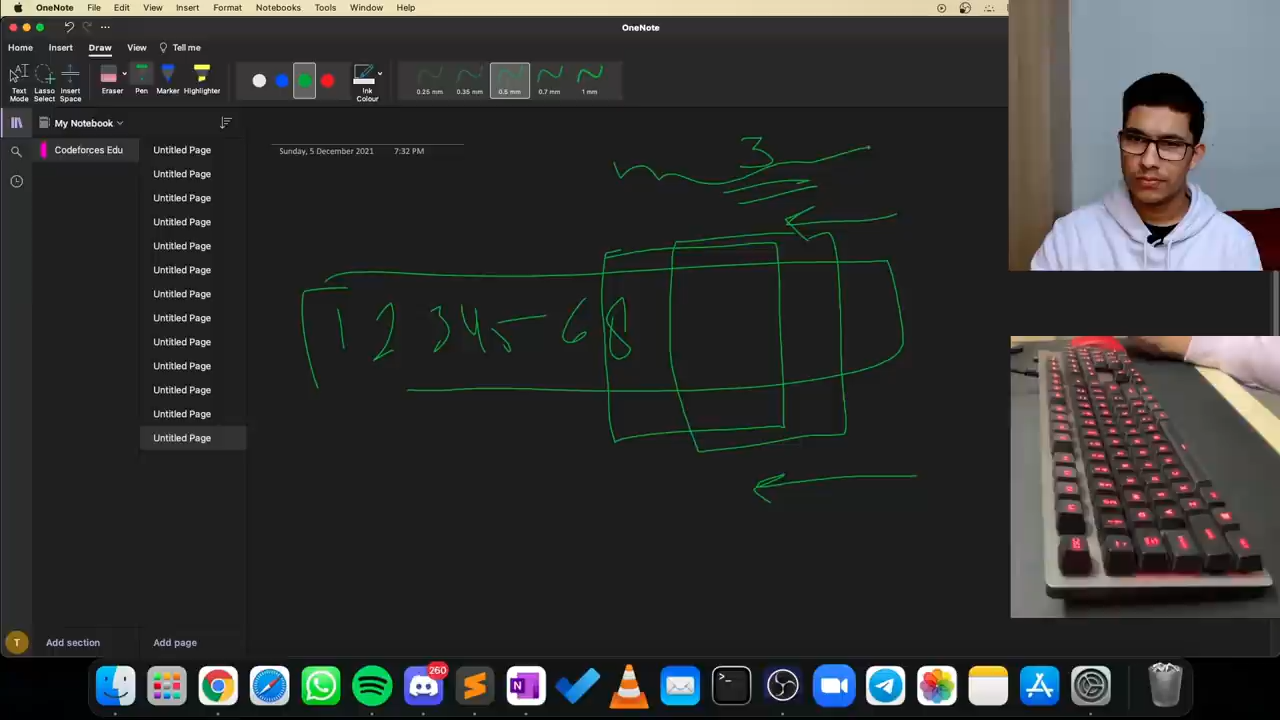 OneNote File Edit View Insert Format Notebooks Tools Window Help
OneNote
Home Insert Draw View Tell me
Text Mode
Lasso Select
Insert Space
Eraser
Pen
Marker
Highlighter
Ink Colour
0.25 mm
0.35 mm
0.5 mm
0.7 mm
1 mm
My Notebook
Codeforces Edu
Untitled Page
Untitled Page
Untitled Page
Untitled Page
Untitled Page
Untitled Page
Untitled Page
Untitled Page
Untitled Page
Untitled Page
Untitled Page
Untitled Page
Untitled Page
Sunday, 5 December 2021 7:32 PM
3
1 2 3 4 5 6 8
T
Add section
Add page
260